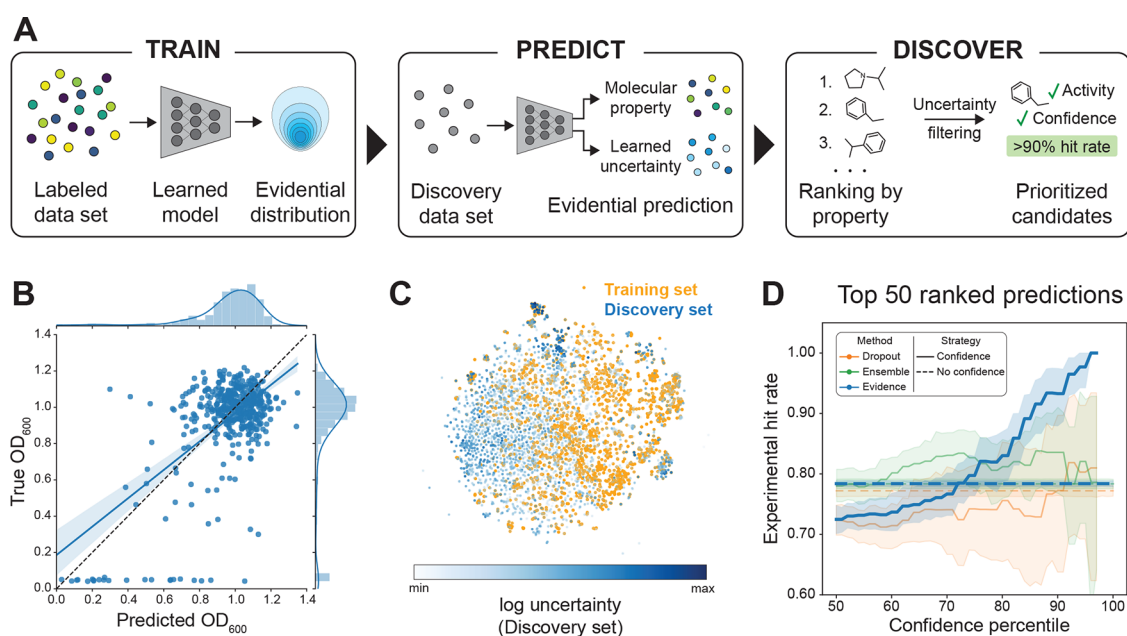 A
TRAIN
Labeled
data set
Learned
model
Evidential
distribution
PREDICT
Molecular
property
Learned
uncertainty
Discovery
data set
Evidential prediction
DISCOVER
1.
2.
3.
N
. . .
Uncertainty
filtering
✓ Activity
✓ Confidence
>90% hit rate
Ranking by
property
Prioritized
candidates
B
True OD600
1.4
1.2
1.0
0.8
0.6
0.4
0.2
0.0
0.0 0.2 0.4 0.6 0.8 1.0 1.2 1.4
Predicted OD600
C
Training set
Discovery set
min max
log uncertainty
(Discovery set)
D
Top 50 ranked predictions
Method Strategy
Dropout Confidence
Ensemble No confidence
Evidence
Experimental hit rate
1.00
0.90
0.80
0.70
0.60
50 60 70 80 90 100
Confidence percentile